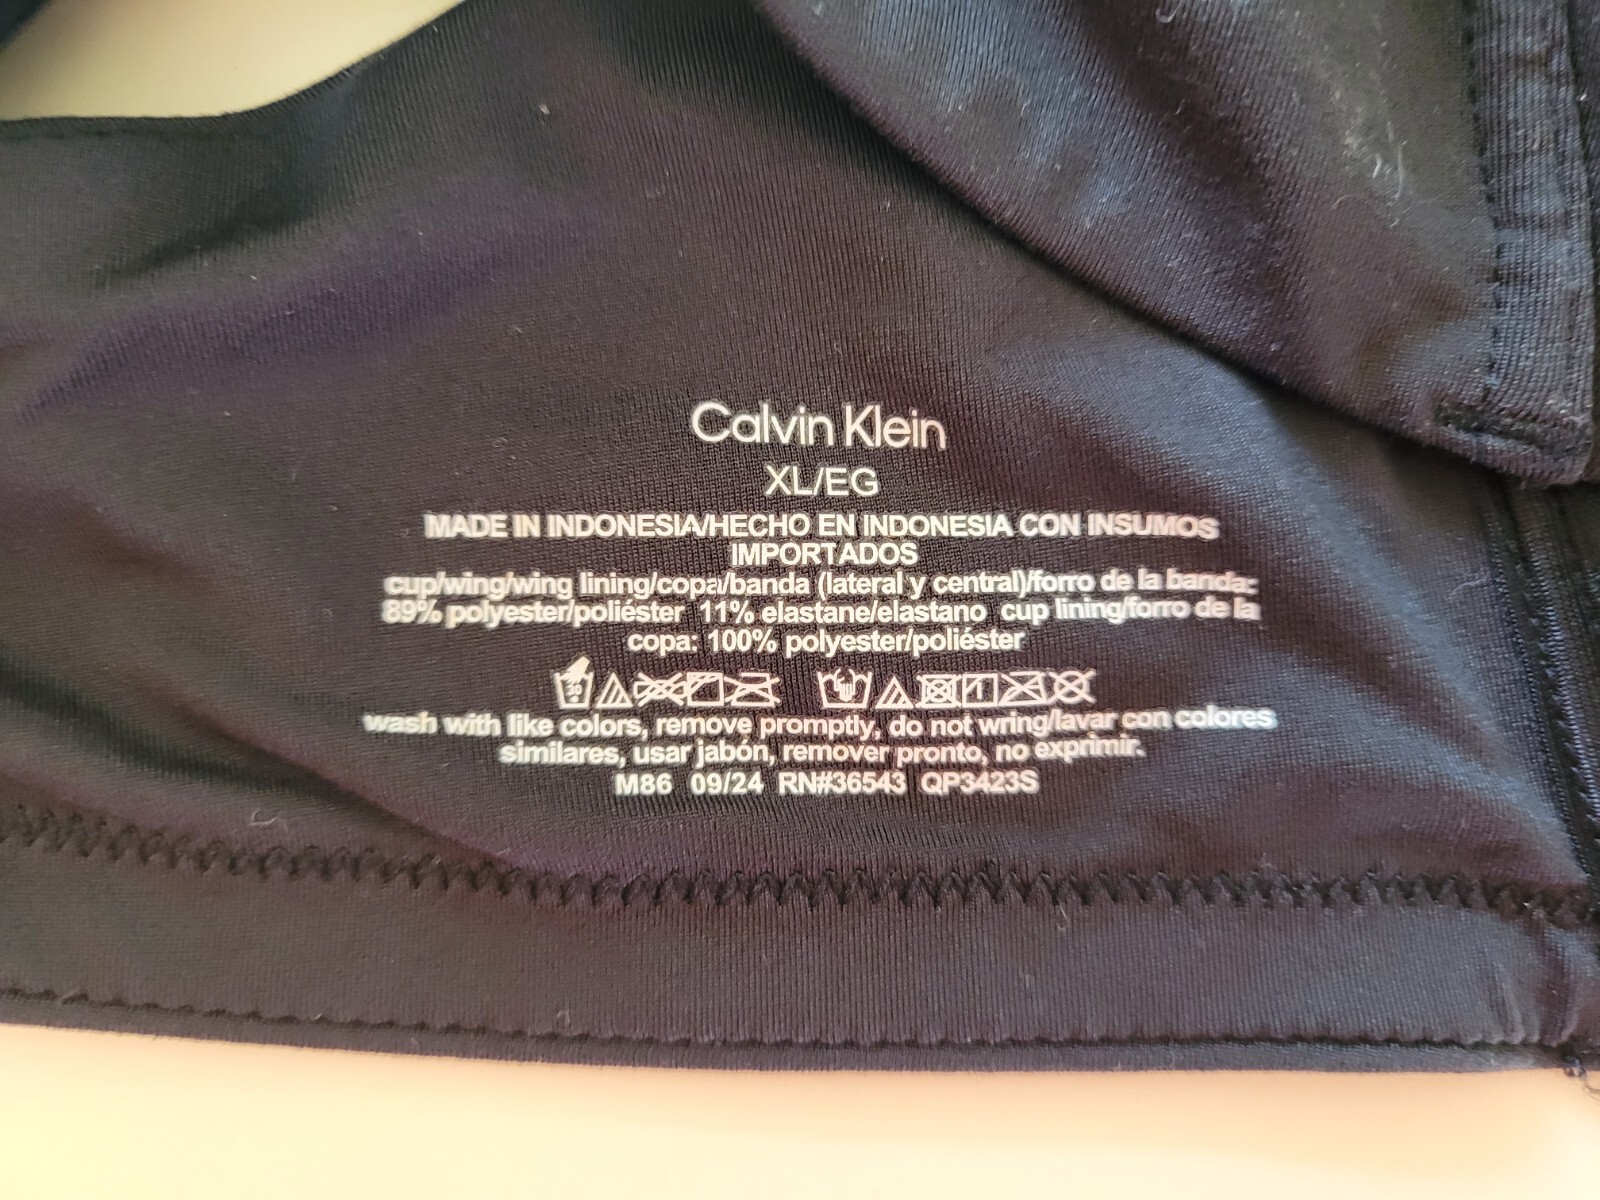 Calvin Klein
XL/EG
MADE IN INDONESIA/HECHO EN INDONESIA CON INSUMOS
IMPORTADOS
cup/wing/wing lining/copa/banda (lateral y central)/forro de la banda:
89% polyester/poliéster 11% elastane/elastano cup lining/forro de la
copa: 100% polyester/poliéster
30
wash with like colors, remove promptly, do not wring/lavar con colores
similares, usar jabón, remover pronto, no exprimir.
M86 09/24 RN#36543 QP3423S